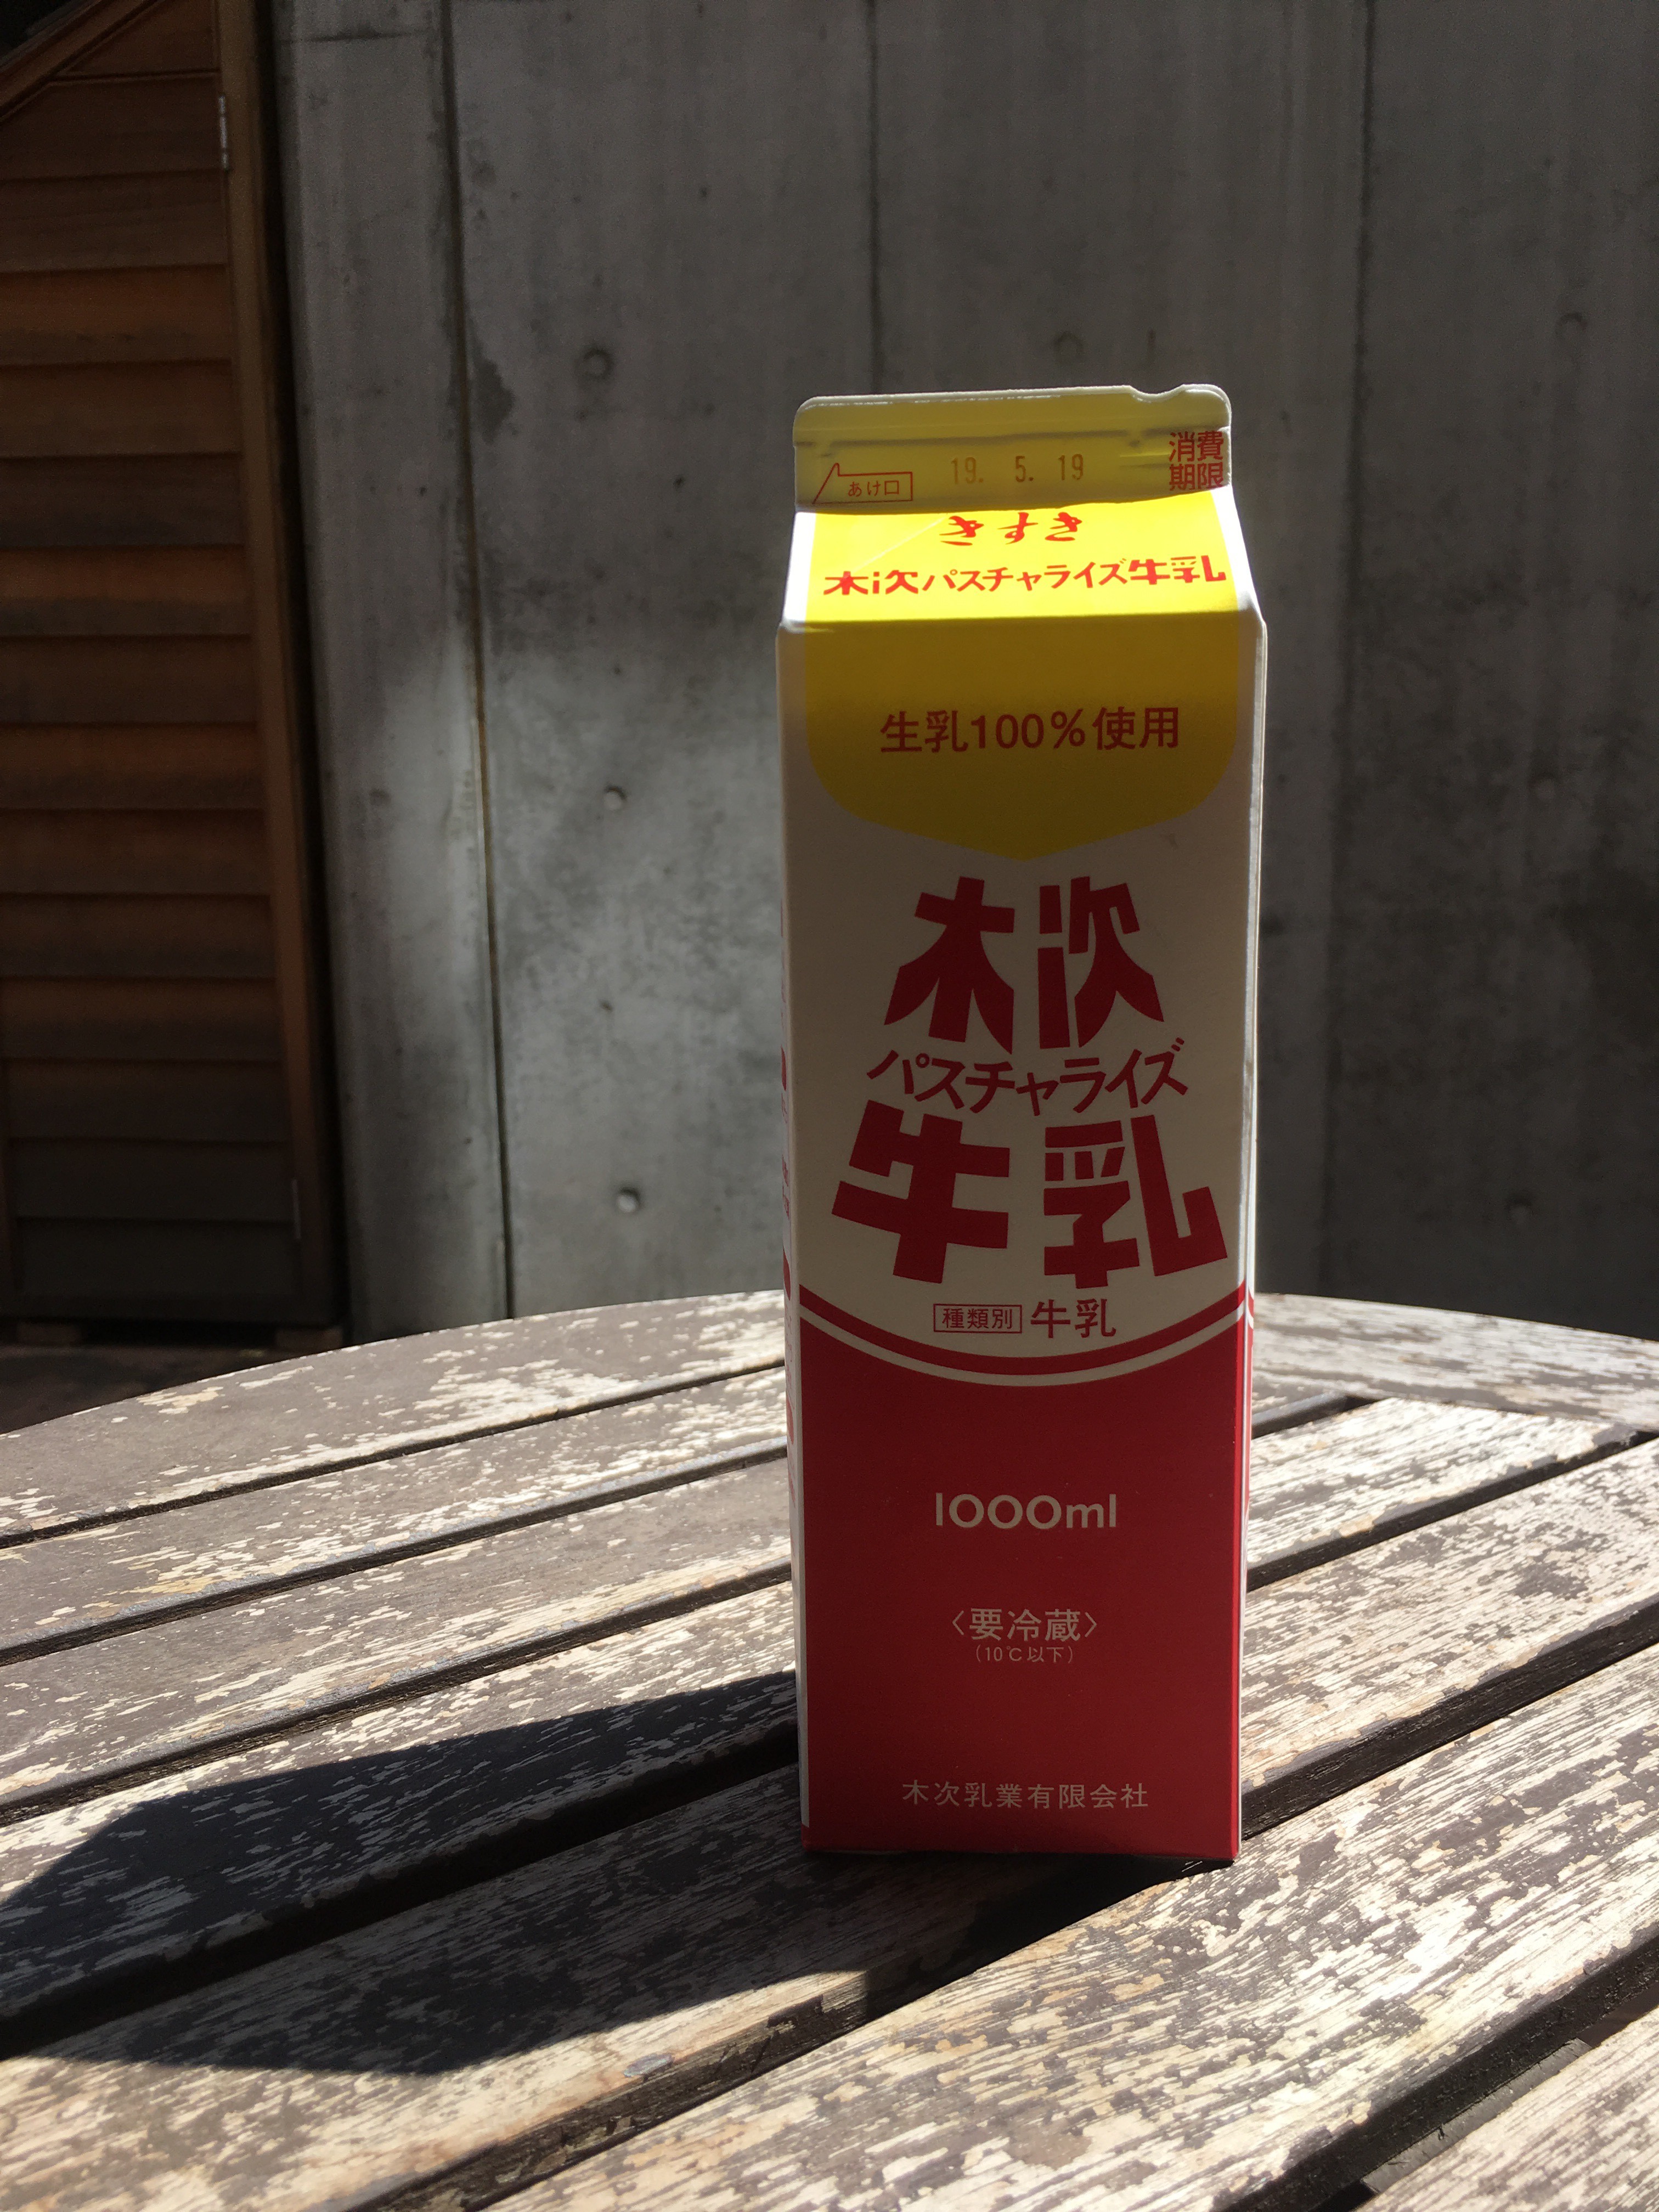 消費
期限
あけ口
19. 5. 19
きすき
木次パスチャライズ牛乳
生乳100%使用
木次
パスチャライズ
牛乳
種類別 牛乳
1000ml
〈要冷蔵〉
(10℃以下)
木次乳業有限会社